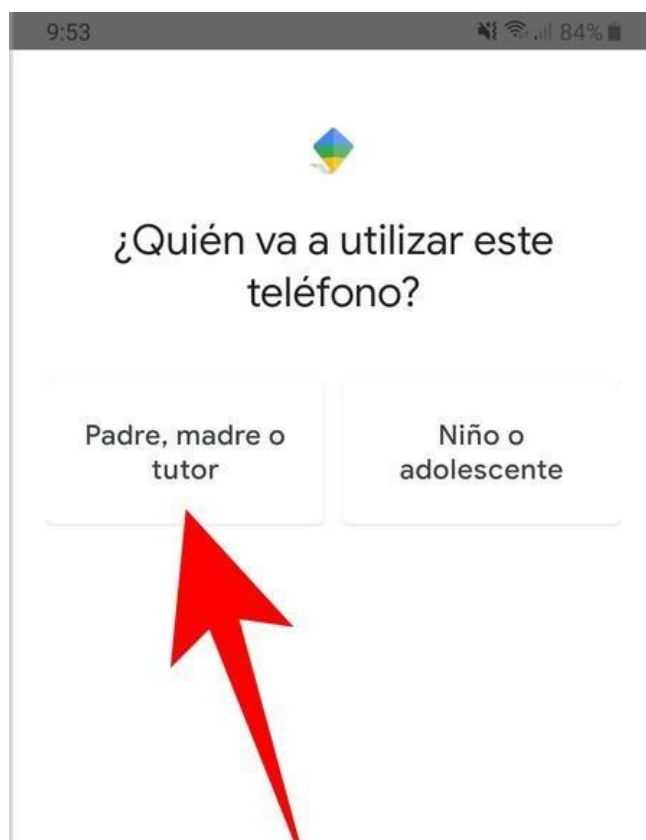 9:53
84%
¿Quién va a utilizar este
teléfono?
Padre, madre o
tutor
Niño o
adolescente